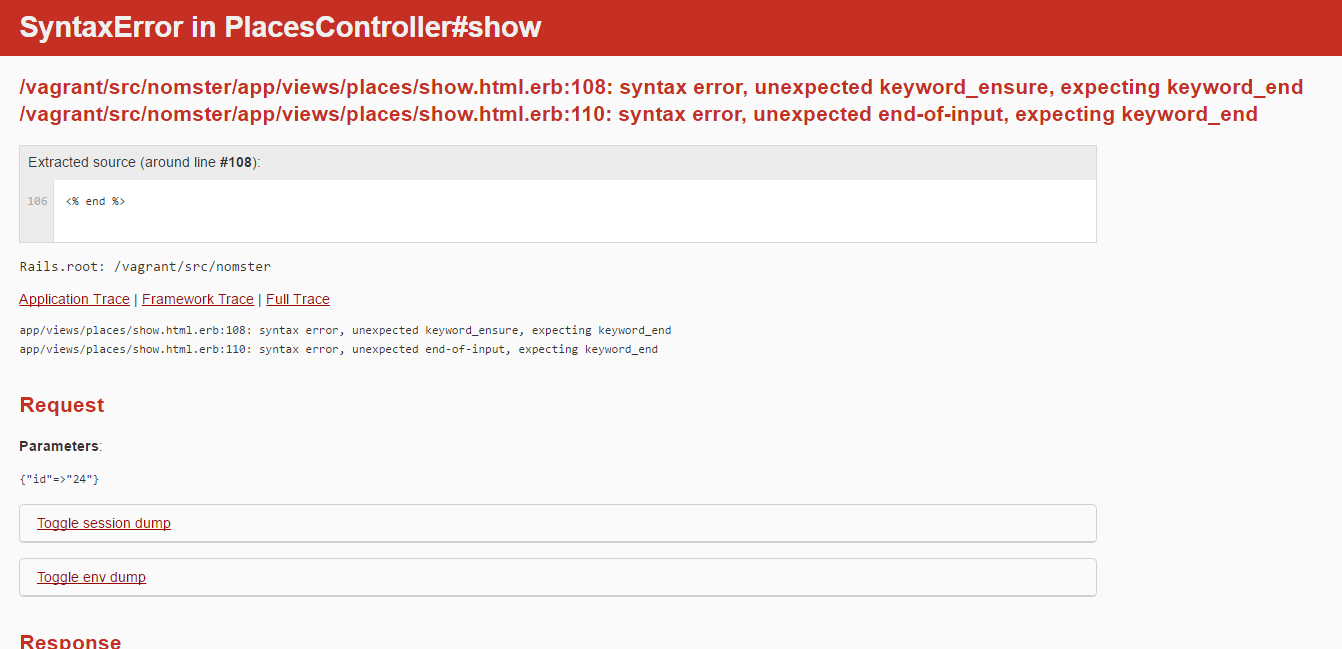 SyntaxError in PlacesController#show
/vagrant/src/nomster/app/views/places/show.html.erb:108: syntax error, unexpected keyword_ensure, expecting keyword_end
/vagrant/src/nomster/app/views/places/show.html.erb:110: syntax error, unexpected end-of-input, expecting keyword_end
Extracted source (around line #108):
106 <% end %>
Rails.root: /vagrant/src/nomster
Application Trace | Framework Trace | Full Trace
app/views/places/show.html.erb:108: syntax error, unexpected keyword_ensure, expecting keyword_end
app/views/places/show.html.erb:110: syntax error, unexpected end-of-input, expecting keyword_end
Request
Parameters:
{"id"=>"24"}
Toggle session dump
Toggle env dump
Response